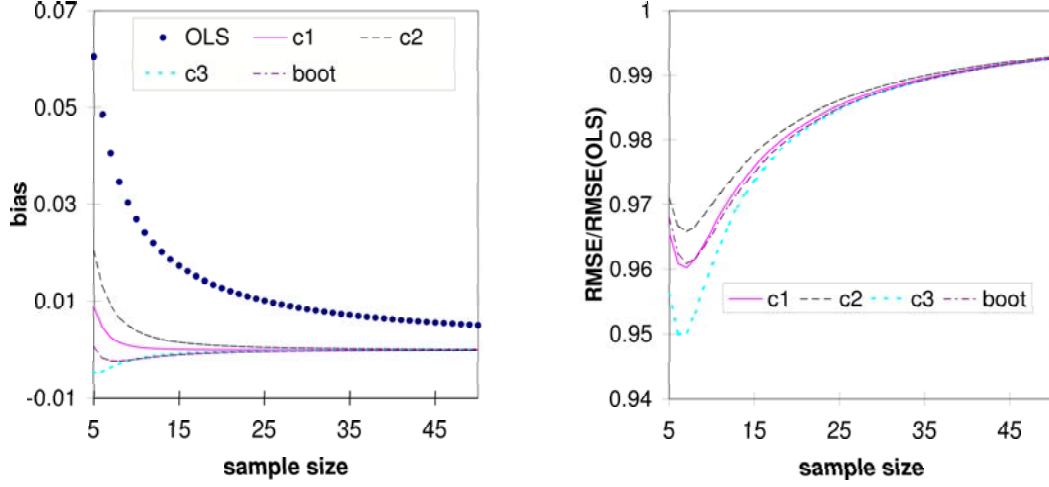 0.07
0.05
0.03
0.01
-0.01
bias
OLS c1 c2
c3 boot
5 15 25 35 45
sample size
1
0.99
0.98
0.97
0.96
0.95
0.94
RMSE/RMSE(OLS)
c1 c2 c3 boot
5 15 25 35 45
sample size